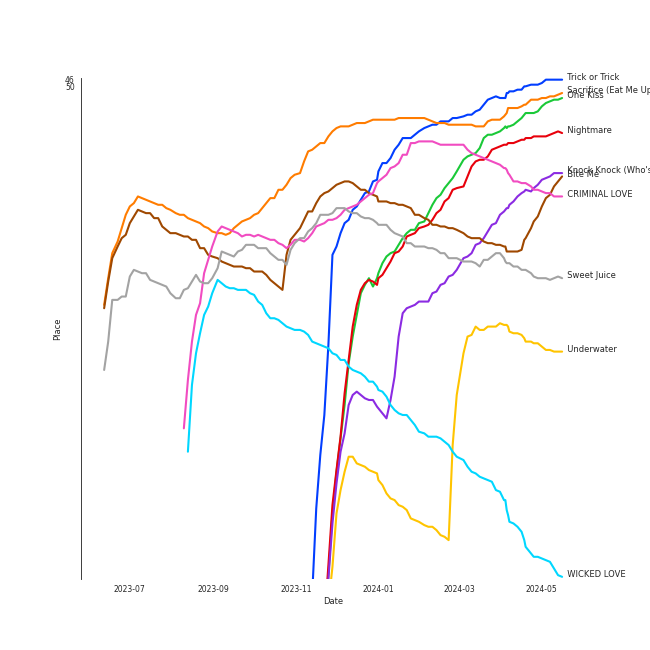 46
50
Trick or Trick
Sacrifice (Eat Me Up
One Kiss
Nightmare
Knock Knock (Who's
Bite Me
CRIMINAL LOVE
Sweet Juice
Underwater
WICKED LOVE
Place
2023-07
2023-09
2023-11
2024-01
2024-03
2024-05
Date